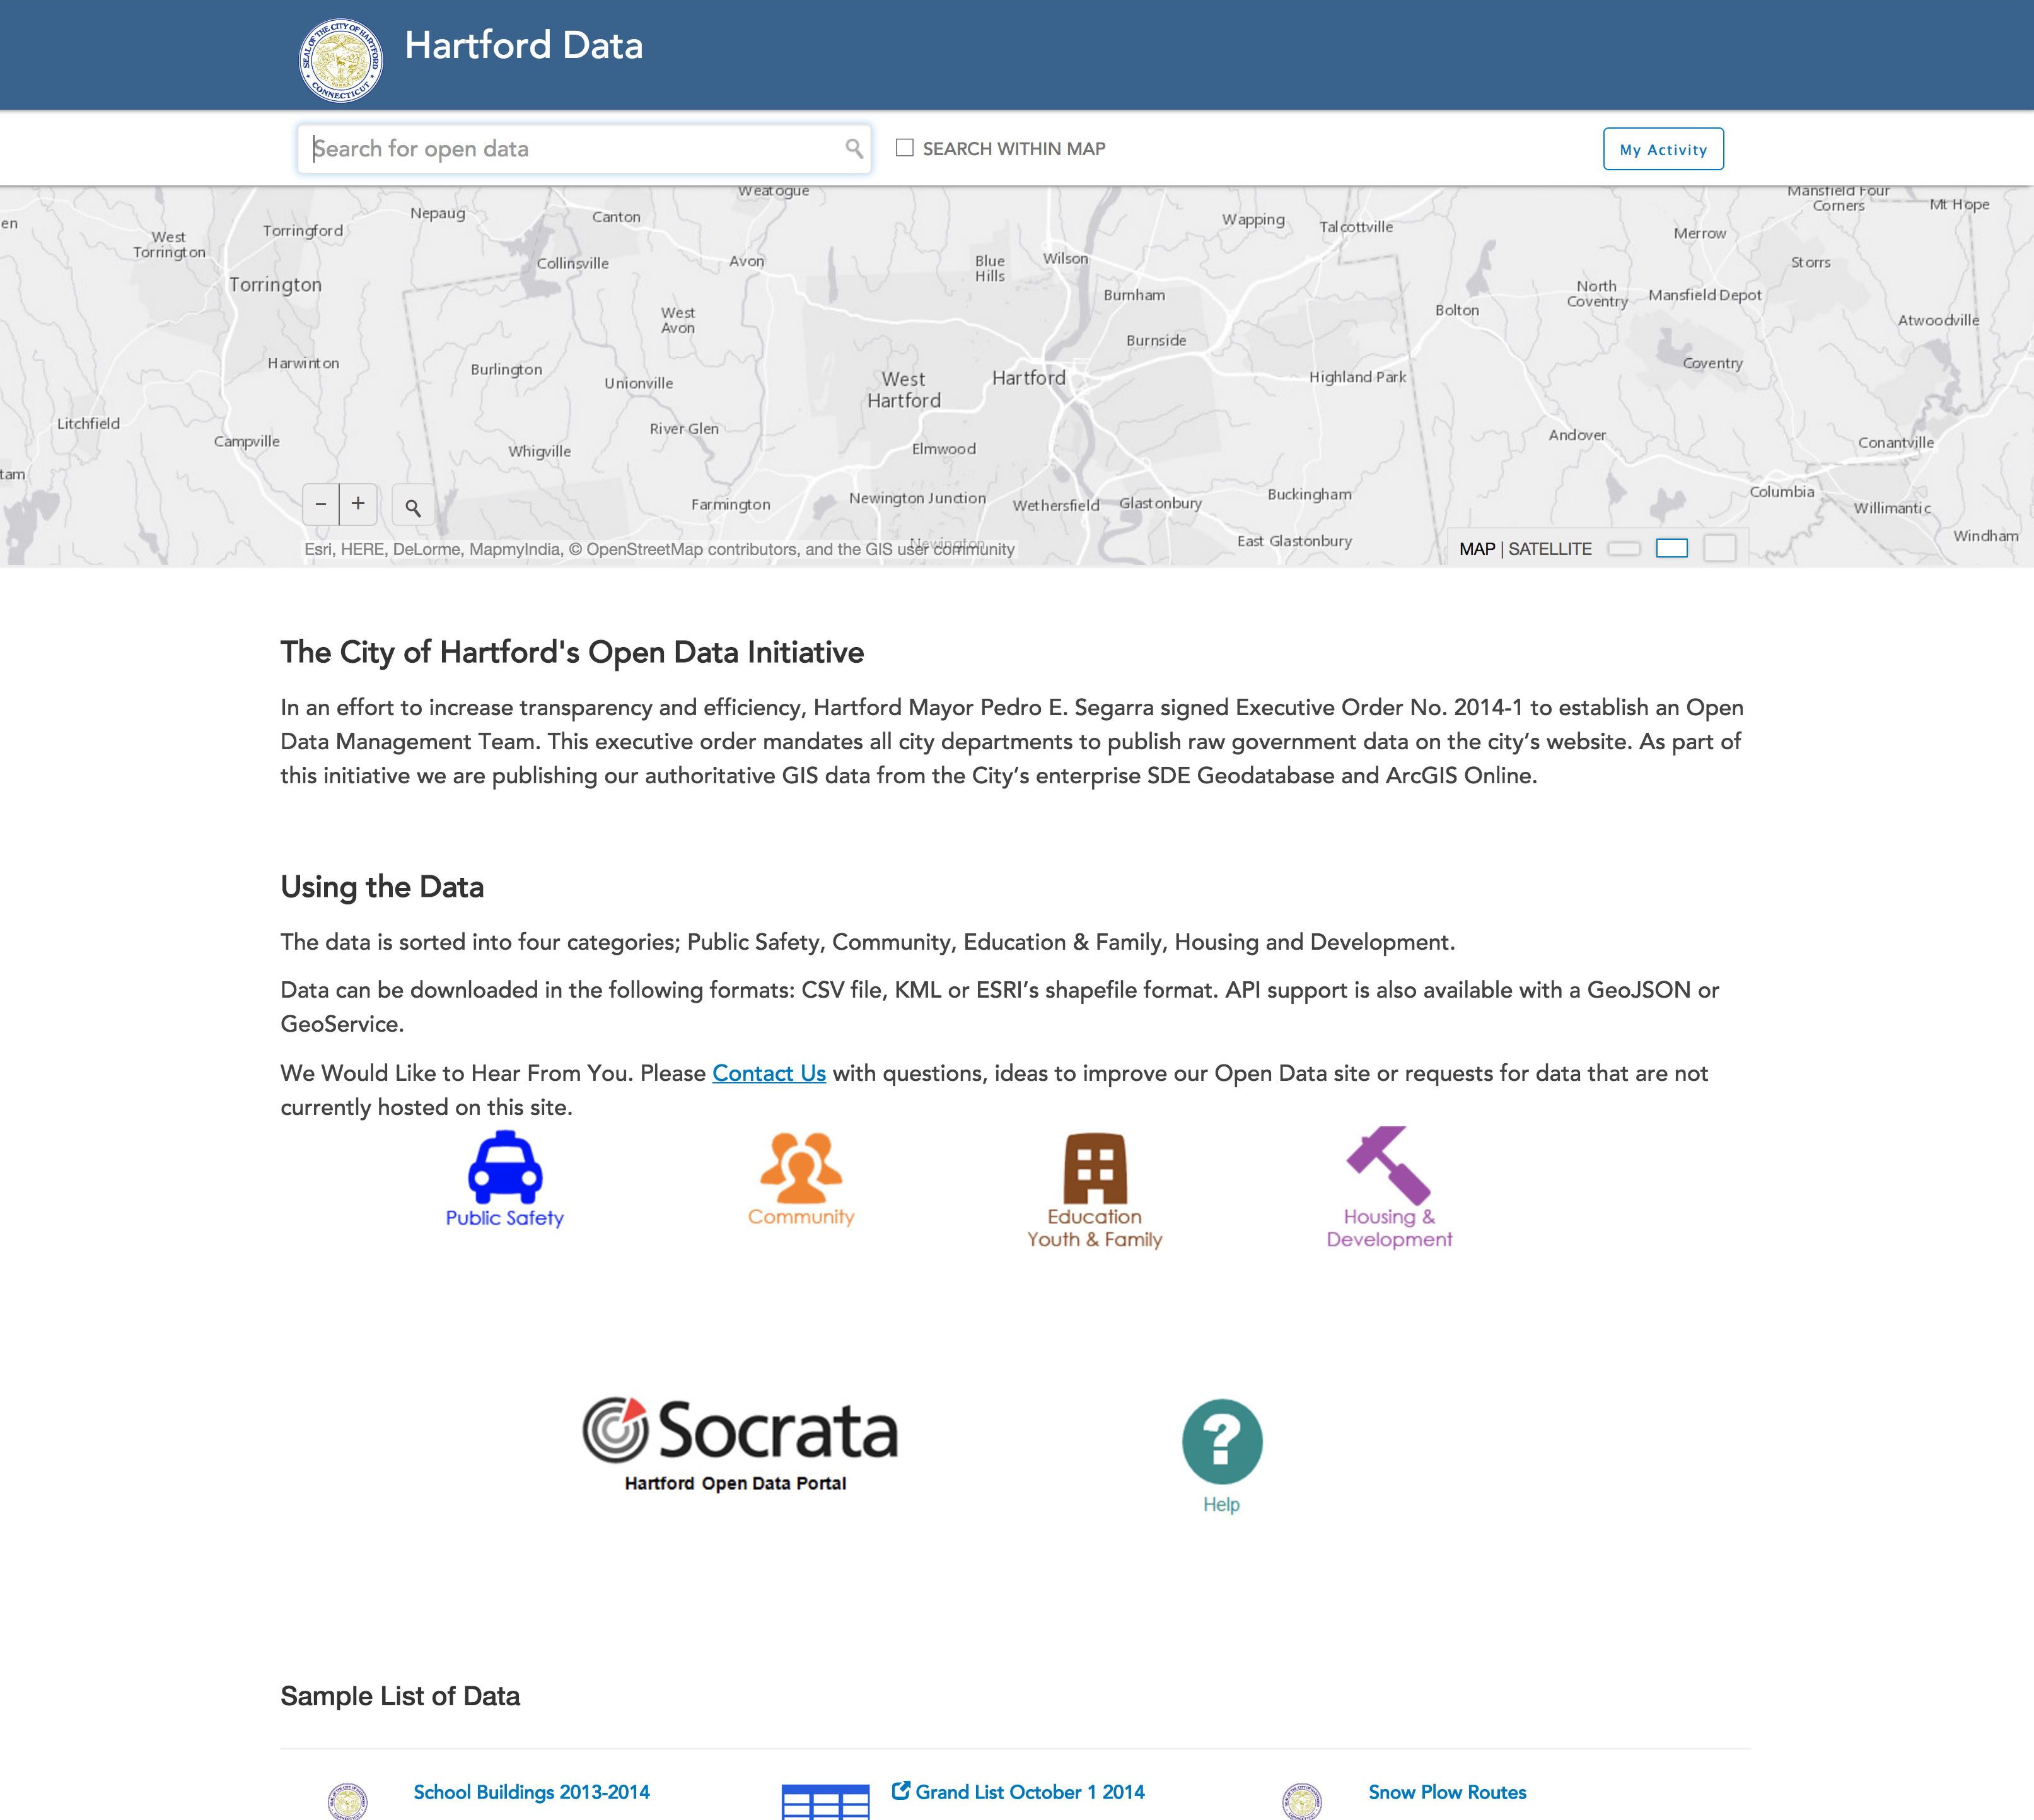 SEAL OF THE CITY OF HARTFORD
CONNECTICUT
Hartford Data
Search for open data
SEARCH WITHIN MAP
My Activity
Weatogue
Mansfield Four
Corners
Mt Hope
en
Nepaug
Canton
Wapping
Talcottville
West
Torrington
Torringford
Merrow
Collinsville
Avon
Blue
Hills
Wilson
Storrs
Torrington
Burnham
North
Coventry
Mansfield Depot
West
Avon
Bolton
Atwoodville
Burnside
Harwinton
Burlington
Unionville
West
Hartford
Hartford
Highland Park
Coventry
Litchfield
Campville
River Glen
Whigville
Elmwood
Andover
Conantville
tam
Farmington
Newington Junction
Wethersfield
Glastonbury
Buckingham
Columbia
Willimantic
− +
Newington
East Glastonbury
Windham
Esri, HERE, DeLorme, MapmyIndia, © OpenStreetMap contributors, and the GIS user community
MAP | SATELLITE
The City of Hartford's Open Data Initiative
In an effort to increase transparency and efficiency, Hartford Mayor Pedro E. Segarra signed Executive Order No. 2014-1 to establish an Open
Data Management Team. This executive order mandates all city departments to publish raw government data on the city’s website. As part of
this initiative we are publishing our authoritative GIS data from the City’s enterprise SDE Geodatabase and ArcGIS Online.
Using the Data
The data is sorted into four categories; Public Safety, Community, Education & Family, Housing and Development.
Data can be downloaded in the following formats: CSV file, KML or ESRI’s shapefile format. API support is also available with a GeoJSON or
GeoService.
We Would Like to Hear From You. Please Contact Us with questions, ideas to improve our Open Data site or requests for data that are not
currently hosted on this site.
Public Safety
Community
Education
Youth & Family
Housing &
Development
Socrata
Hartford Open Data Portal
?
Help
Sample List of Data
School Buildings 2013-2014
Grand List October 1 2014
Snow Plow Routes